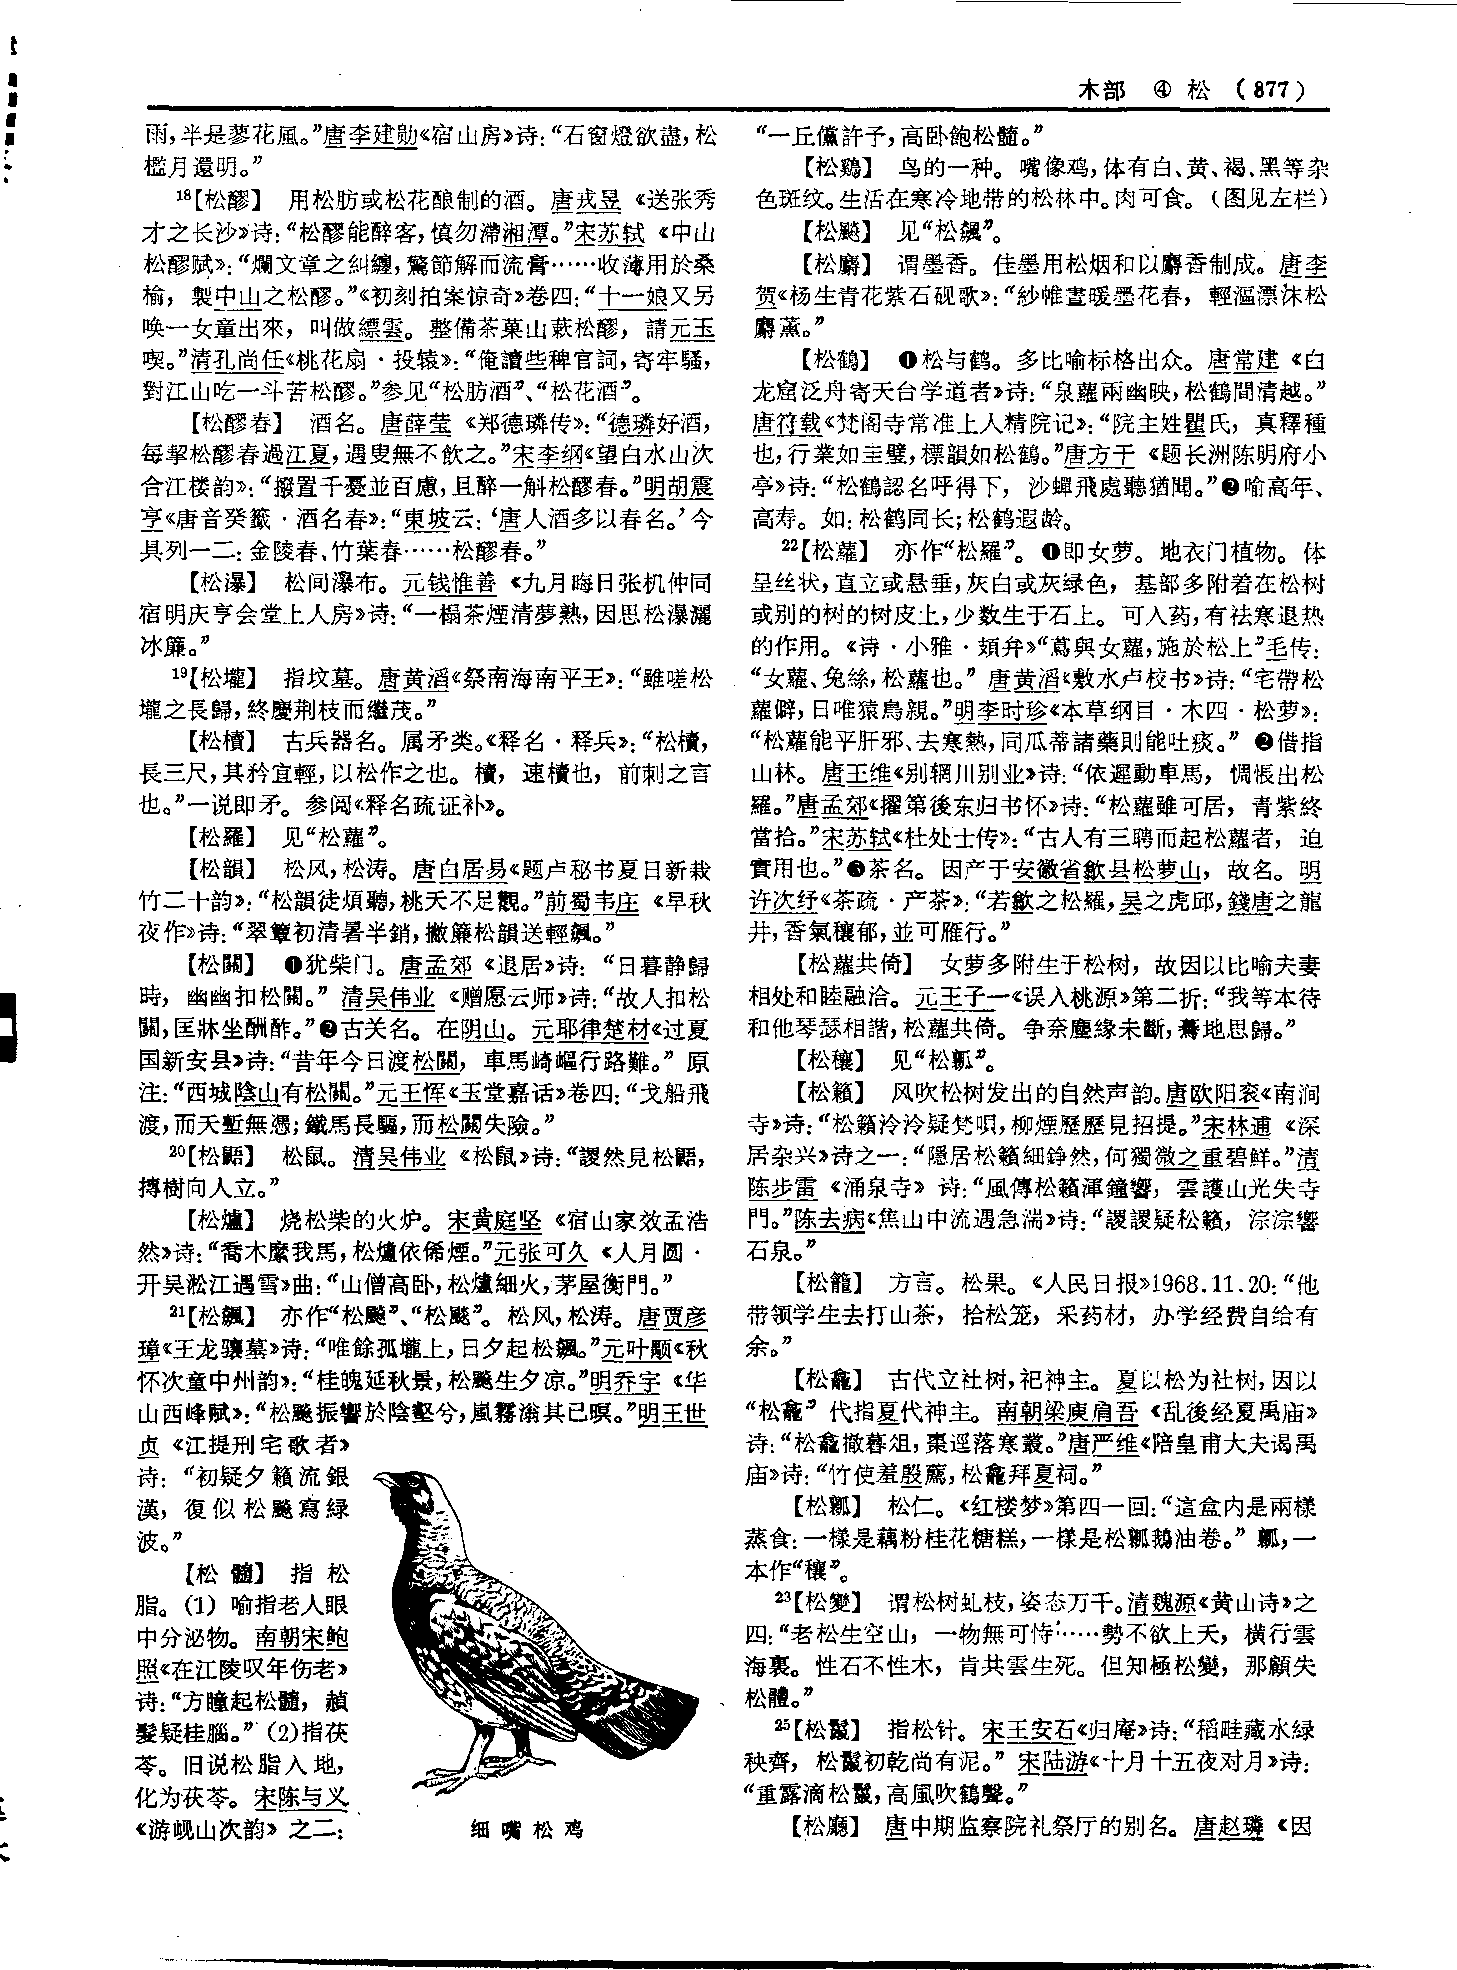 木部 ④ 松 (877)
雨，半是蓼花風。”唐李建勋《宿山房》诗：“石窗燈欲盡，松
檻月還明。”
18【松醪】 用松肪或松花酿制的酒。唐戎昱《送张秀
才之长沙》诗：“松醪能醉客，慎勿滯湘潭。”宋苏轼《中山
松醪赋》：“爛文章之糾纏，驚節解而流膏……收薄用於桑
榆，製中山之松醪。”《初刻拍案惊奇》卷四：“十一娘又另
唤一女童出來，叫做縹雲。整備茶菓山蔌松醪，請元玉
喫。”清孔尚任《桃花扇·投辕》：“俺讀些稗官詞，寄牢騷，
對江山吃一斗苦松醪。”参见“松肪酒”、“松花酒”。
【松醪春】 酒名。唐薛莹《郑德璘传》：“德璘好酒，
每挈松醪春過江夏，遇叟無不飲之。”宋李纲《望白水山次
合江楼韵》：“撥置千憂並百慮，且醉一斛松醪春。”明胡震
亨《唐音癸籤·酒名春》：“東坡云：‘唐人酒多以春名。’今
具列一二：金陵春、竹葉春……松醪春。”
【松瀑】 松间瀑布。元钱惟善《九月晦日张机仲同
宿明庆亨会堂上人房》诗：“一榻茶煙清夢熟，因思松瀑灑
冰簾。”
19【松壠】 指坟墓。唐黄滔《祭南海南平王》：“雖嗟松
壠之長歸，終慶荆枝而繼茂。”
【松櫝】 古兵器名。属矛类。《释名·释兵》：“松櫝，
長三尺，其矜宜輕，以松作之也。櫝，速櫝也，前刺之言
也。”一说即矛。参阅《释名疏证补》。
【松羅】 见“松蘿”。
【松韻】 松风，松涛。唐白居易《题卢秘书夏日新栽
竹二十韵》：“松韻徒煩聽，桃夭不足觀。”前蜀韦庄《早秋
夜作》诗：“翠簟初清暑半銷，撇簾松韻送輕飆。”
【松關】 ❶犹柴门。唐孟郊《退居》诗：“日暮静歸
時，幽幽扣松關。”清吴伟业《赠愿云师》诗：“故人扣松
關，匡牀坐酬酢。”❷古关名。在阴山。元耶律楚材《过夏
国新安县》诗：“昔年今日渡松關，車馬崎嶇行路難。”原
注：“西域陰山有松關。”元王恽《玉堂嘉话》卷四：“戈船飛
渡，而天塹無憑；鐵馬長驅，而松關失險。”
20【松鼯】 松鼠。清吴伟业《松鼠》诗：“謖然見松鼯，
搏樹向人立。”
【松爐】 烧松柴的火炉。宋黄庭坚《宿山家效孟浩
然》诗：“喬木縻我馬，松爐依俙煙。”元张可久《人月圆·
开吴淞江遇雪》曲：“山僧高卧，松爐細火，茅屋衡門。”
21【松飆】 亦作“松飈”、“松颷”。松风，松涛。唐贾彦
璋《王龙骧墓》诗：“唯餘孤壠上，日夕起松飆。”元叶颙《秋
怀次童中州韵》：“桂魄延秋景，松飈生夕凉。”明乔宇《华
山西峰赋》：“松飈振響於陰壑兮，嵐霧滃其已暝。”明王世
贞《江提刑宅歌者》
诗：“初疑夕籟流銀
漢，復似松飈寫緑
波。”
【松髓】 指松
脂。(1) 喻指老人眼
中分泌物。南朝宋鲍
照《在江陵叹年伤老》
诗：“方瞳起松髓，赬
髪疑桂腦。”(2)指茯
苓。旧说松脂入地，
化为茯苓。宋陈与义
《游岘山次韵》之二：
细嘴松鸡
“一丘儻許子，高卧飽松髓。”
【松鷄】 鸟的一种。嘴像鸡，体有白、黄、褐、黑等杂
色斑纹。生活在寒冷地带的松林中。肉可食。（图见左栏）
【松飈】 见“松飆”。
【松麝】 谓墨香。佳墨用松烟和以麝香制成。唐李
贺《杨生青花紫石砚歌》：“紗帷晝暖墨花春，輕漚漂沫松
麝薰。”
【松鶴】 ❶松与鹤。多比喻标格出众。唐常建《白
龙窟泛舟寄天台学道者》诗：“泉蘿兩幽映，松鶴間清越。”
唐符载《梵阁寺常准上人精院记》：“院主姓瞿氏，真釋種
也，行業如圭璧，標韻如松鶴。”唐方干《题长洲陈明府小
亭》诗：“松鶴認名呼得下，沙蟬飛處聽猶聞。”❷喻高年、
高寿。如：松鹤同长；松鹤遐龄。
22【松蘿】 亦作“松羅”。❶即女萝。地衣门植物。体
呈丝状，直立或悬垂，灰白或灰绿色，基部多附着在松树
或别的树的树皮上，少数生于石上。可入药，有祛寒退热
的作用。《诗·小雅·頍弁》“蔦與女蘿，施於松上”毛传：
“女蘿、兔絲，松蘿也。”唐黄滔《敷水卢校书》诗：“宅帶松
蘿僻，日唯猿鳥親。”明李时珍《本草纲目·木四·松萝》：
“松蘿能平肝邪、去寒熱，同瓜蒂諸藥則能吐痰。”❷借指
山林。唐王维《别辋川别业》诗：“依遲動車馬，惆悵出松
羅。”唐孟郊《擢第後东归书怀》诗：“松蘿雖可居，青紫終
當拾。”宋苏轼《杜处士传》：“古人有三聘而起松蘿者，迫
實用也。”❸茶名。因产于安徽省歙县松萝山，故名。明
许次纾《茶疏·产茶》：“若歙之松羅，吴之虎邱，錢唐之龍
井，香氣穠郁，並可雁行。”
【松蘿共倚】 女萝多附生于松树，故因以比喻夫妻
相处和睦融洽。元王子一《误入桃源》第二折：“我等本待
和他琴瑟相諧，松蘿共倚。争奈塵緣未斷，驀地思歸。”
【松穰】 见“松瓤”。
【松籟】 风吹松树发出的自然声韵。唐欧阳衮《南涧
寺》诗：“松籟泠泠疑梵唄，柳煙歷歷見招提。”宋林逋《深
居杂兴》诗之一：“隱居松籟細錚然，何獨微之重碧鲜。”清
陈步雷《涌泉寺》诗：“風傳松籟渾鐘響，雲護山光失寺
門。”陈去病《焦山中流遇急湍》诗：“謖謖疑松籟，淙淙響
石泉。”
【松籠】 方言。松果。《人民日报》1968.11.20：“他
带领学生去打山茶，拾松笼，采药材，办学经费自给有
余。”
【松龕】 古代立社树，祀神主。夏以松为社树，因以
“松龕”代指夏代神主。南朝梁庾肩吾《乱後经夏禹庙》
诗：“松龕撤暮俎，棗逕落寒叢。”唐严维《陪皇甫大夫谒禹
庙》诗：“竹使羞殷薦，松龕拜夏祠。”
【松瓤】 松仁。《红楼梦》第四一回：“這盒内是兩樣
蒸食：一樣是藕粉桂花糖糕，一樣是松瓤鵝油卷。”瓤，一
本作“穰”。
23【松變】 谓松树虬枝，姿态万千。清魏源《黄山诗》之
四：“老松生空山，一物無可恃……勢不欲上天，横行雲
海裏。性石不性木，肯共雲生死。但知極松變，那顧失
松體。”
25【松鬣】 指松针。宋王安石《归庵》诗：“稻畦藏水緑
秧齊，松鬣初乾尚有泥。”宋陆游《十月十五夜对月》诗：
“重露滴松鬣，高風吹鶴聲。”
【松廳】 唐中期监察院礼祭厅的别名。唐赵璘《因